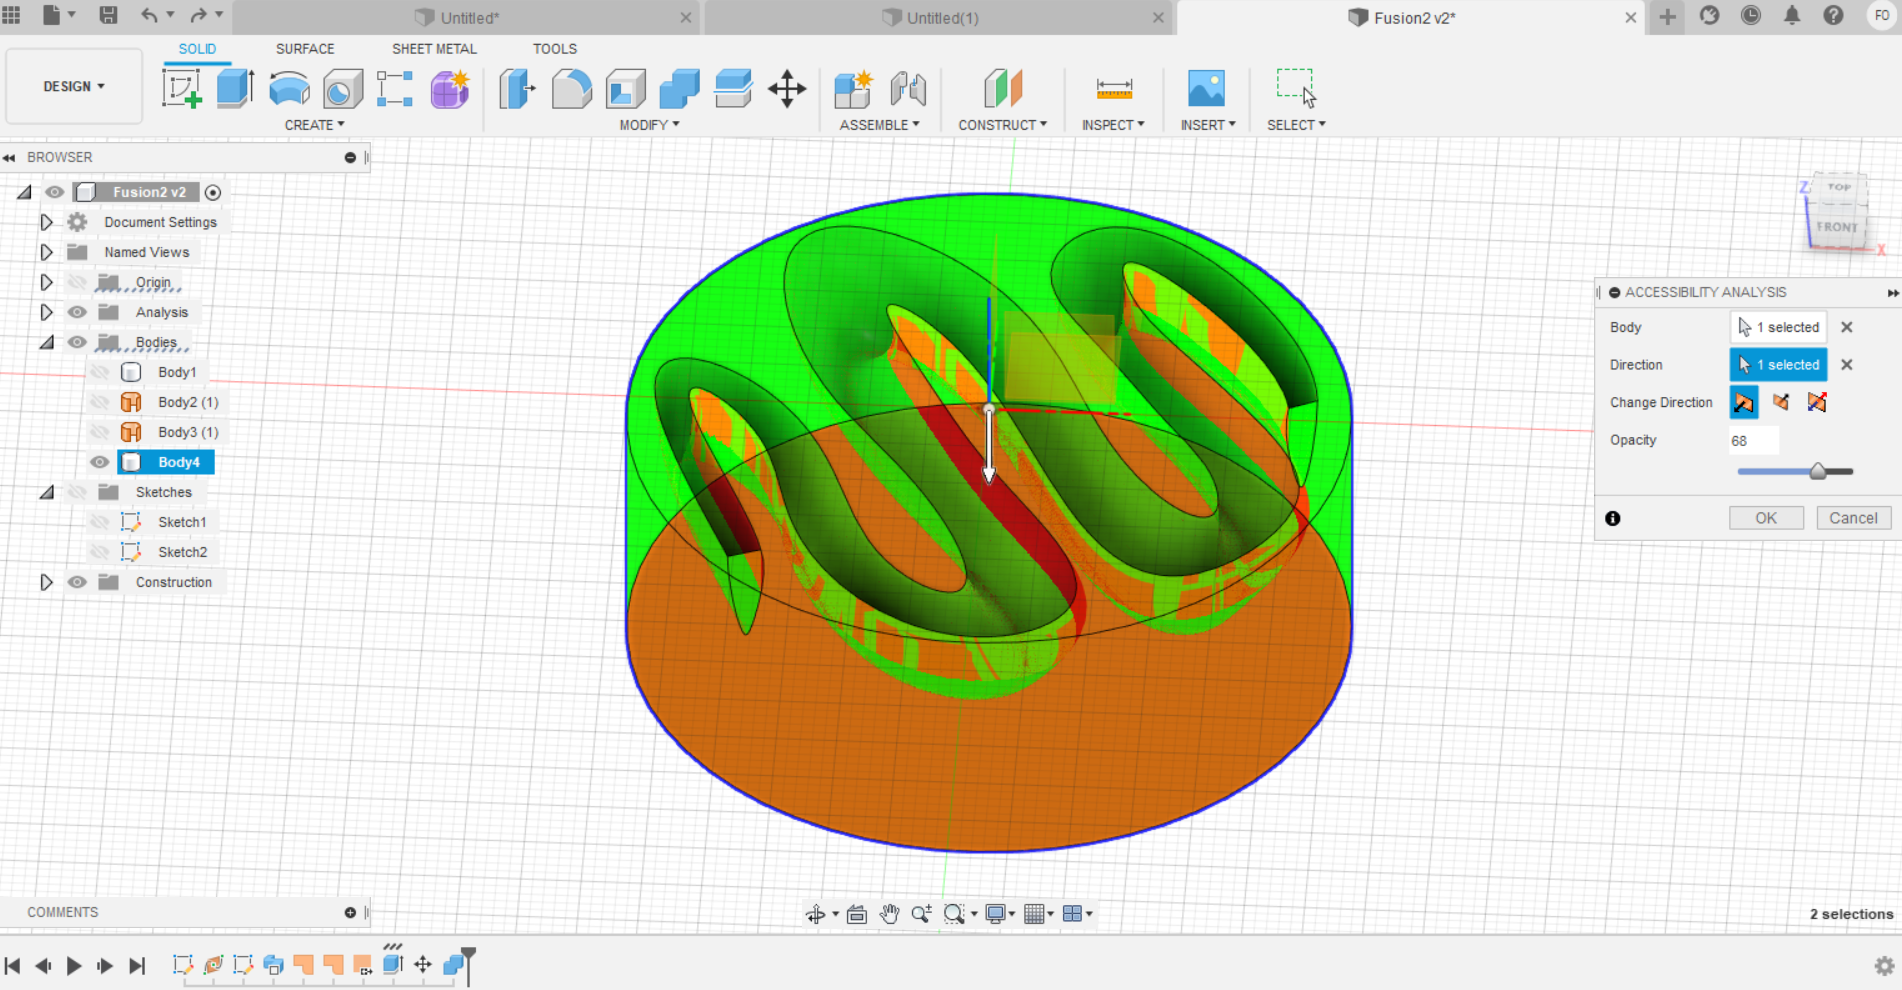 Untitled*
Untitled(1)
Fusion2 v2*
FO
DESIGN
SOLID
SURFACE
SHEET METAL
TOOLS
CREATE
MODIFY
ASSEMBLE
CONSTRUCT
INSPECT
INSERT
SELECT
BROWSER
Fusion2 v2
Document Settings
Named Views
Origin
Analysis
Bodies
Body1
Body2 (1)
Body3 (1)
Body4
Sketches
Sketch1
Sketch2
Construction
Z
TOP
FRONT
X
ACCESSIBILITY ANALYSIS
Body
1 selected
Direction
1 selected
Change Direction
Opacity
68
OK
Cancel
COMMENTS
2 selections